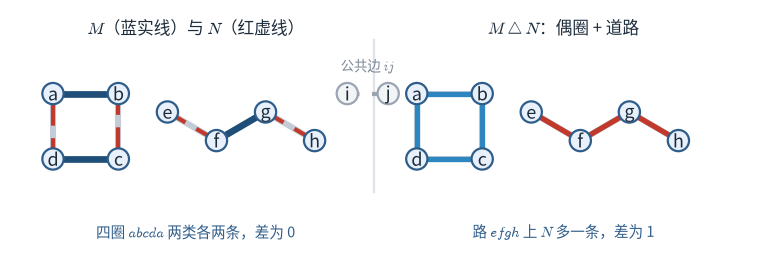 M（蓝实线）与 N（红虚线）
M △ N：偶圈 + 道路
公共边 ij
a b e g i j a b e g
d c f h d c f h
四圈 abcda 两类各两条，差为 0
路 efgh 上 N 多一条，差为 1